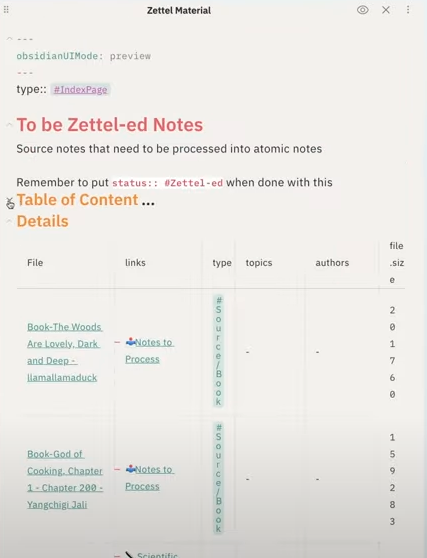 Zettel Material
---
obsidianUIMode: preview
---
type:: #IndexPage
To be Zettel-ed Notes
Source notes that need to be processed into atomic notes
Remember to put status:: #Zettel-ed when done with this
Table of Content ...
Details
File links type topics authors file.size
Book-The Woods
Are Lovely, Dark
and Deep -
llamallamaduck
Notes to
Process
#Source/Book
-
-
201760
Book-God of
Cooking, Chapter
1 - Chapter 200 -
Yangchigi Jali
Notes to
Process
#Source/Book
-
-
159283
Scientific